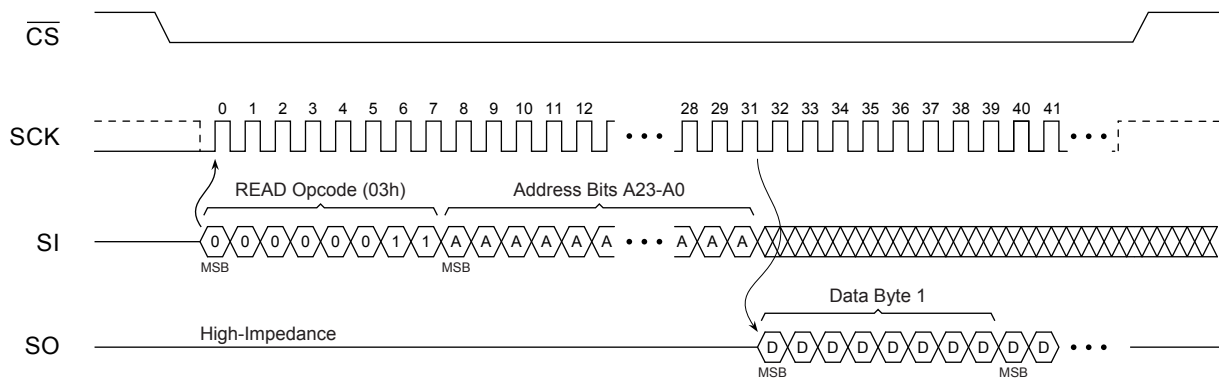 CS
0 1 2 3 4 5 6 7 8 9 10 11 12 28 29 31 32 33 34 35 36 37 38 39 40 41
SCK
READ Opcode (03h) Address Bits A23-A0
SI 0 0 0 0 0 0 1 1 A A A A A A A A A
MSB MSB
Data Byte 1
High-Impedance
SO D D D D D D D D D D
MSB MSB